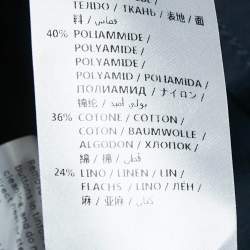 TEJIDO / TKAHЬ / 表地 / 面
料 / قماش /
40% POLIAMMIDE /
POLYAMIDE /
POLYAMIDE /
POLYAMID / POLIAMIDA /
ПОЛИАМИД / ナイロン /
锦纶 / بولي أميد /
36% COTONE / COTTON /
COTON / BAUMWOLLE /
ALGODON / ХЛОПОК /
綿 / 棉 / قطن /
24% LINO / LINEN / LIN /
FLACHS / LINO / ЛЕН /
麻 / 亚麻 / كتان /